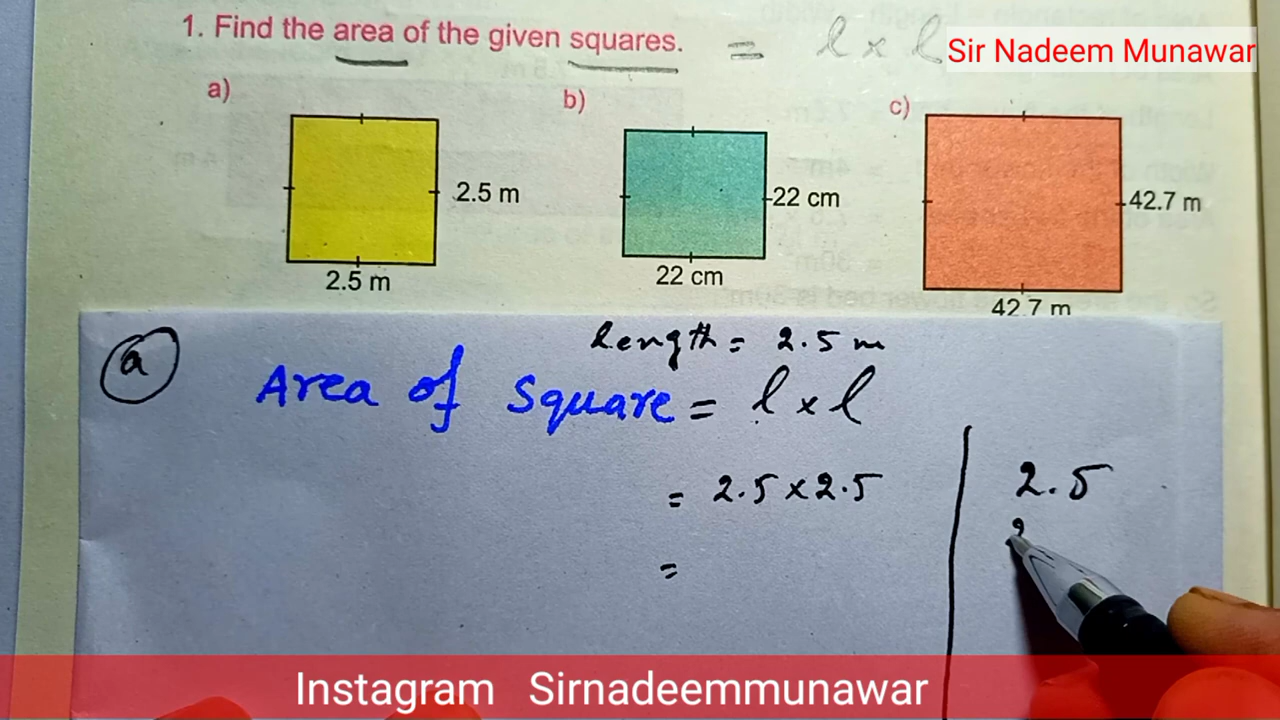 1. Find the area of the given squares. = l x l
Sir Nadeem Munawar
a)
b)
c)
2.5 m
22 cm
42.7 m
2.5 m
22 cm
42.7 m
a
length = 2.5 m
Area of Square = l x l
= 2.5 x 2.5
=
2.5
Instagram Sirnadeemmunawar